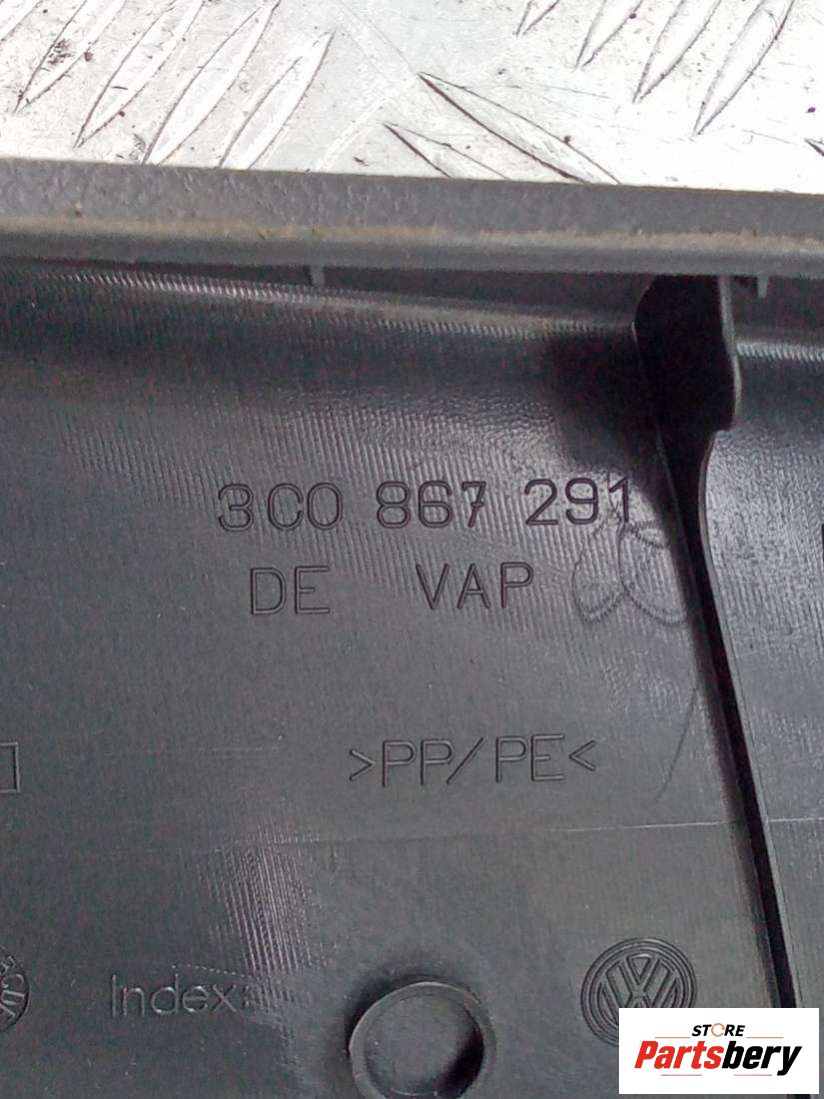 3C0 867 291
DE VAP
>PP/PE<
Index
STORE
Partsbery